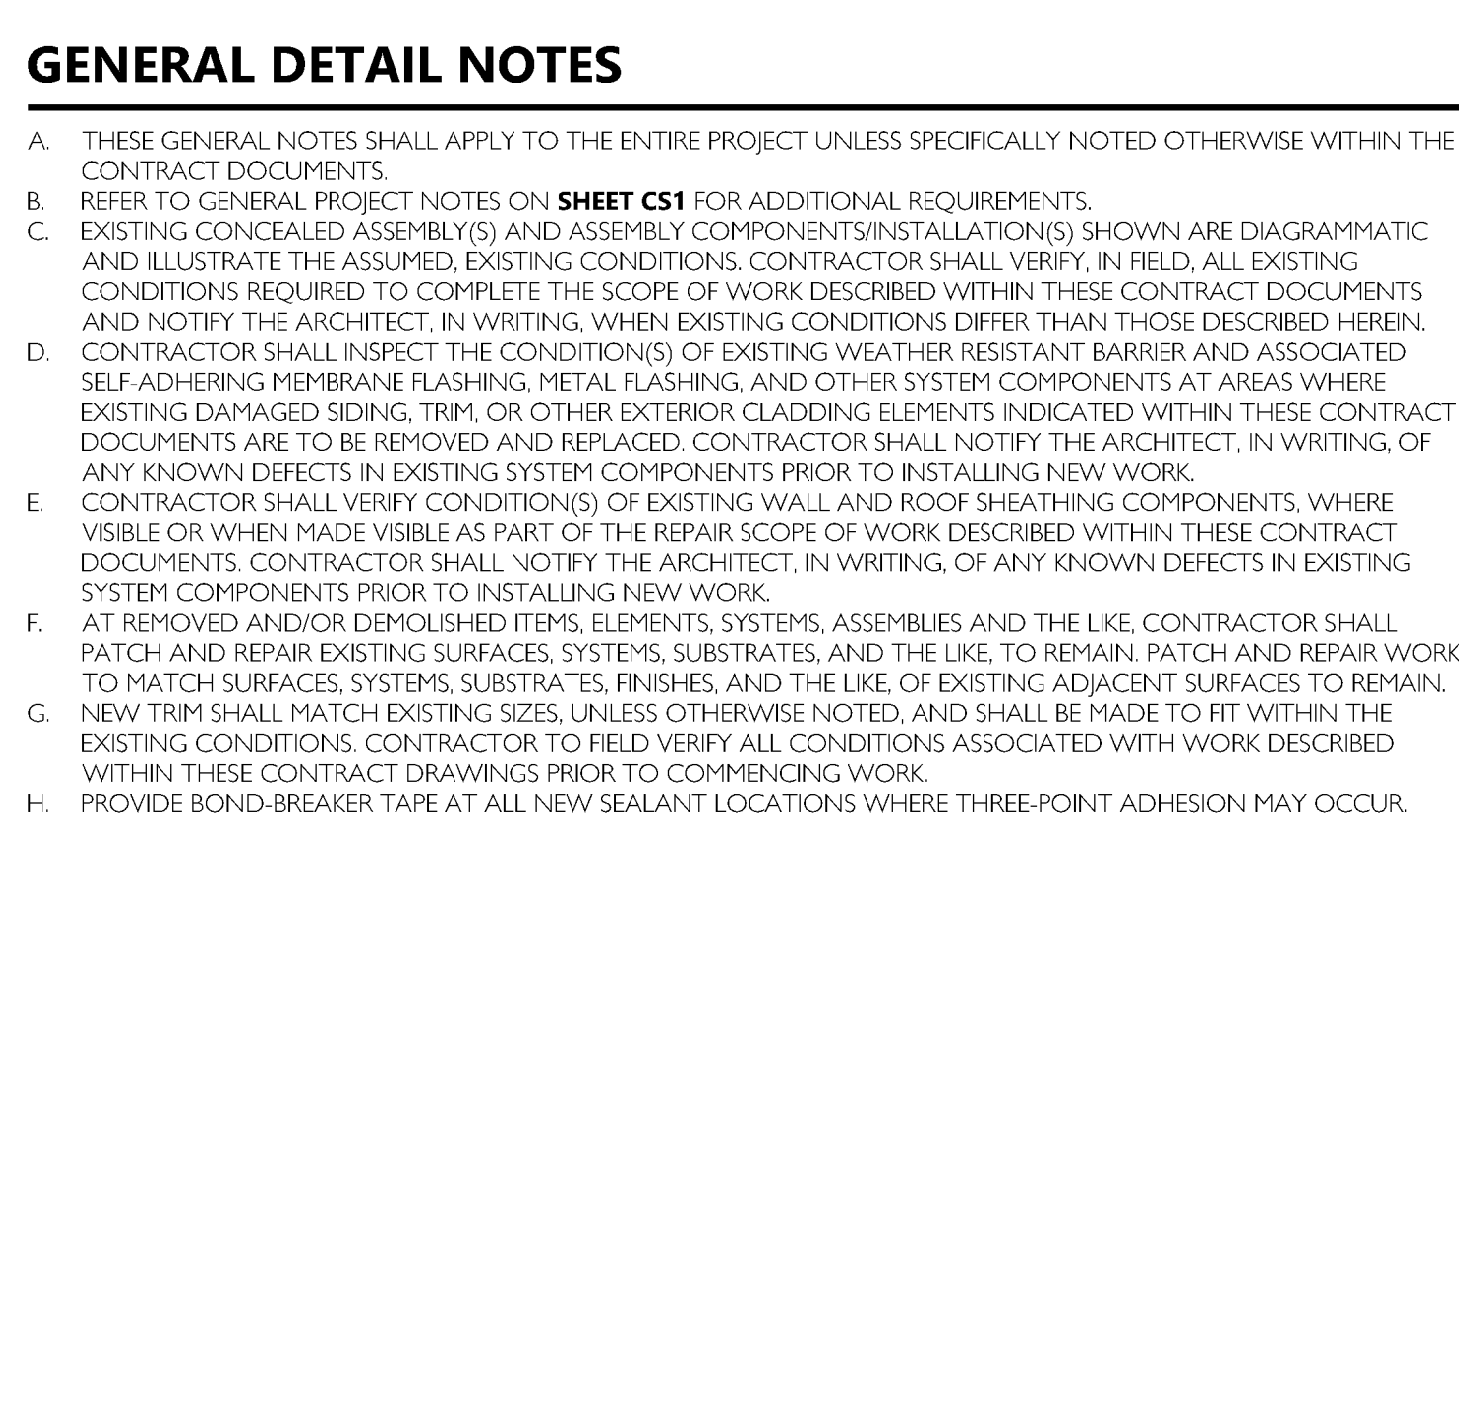 GENERAL DETAIL NOTES
A. THESE GENERAL NOTES SHALL APPLY TO THE ENTIRE PROJECT UNLESS SPECIFICALLY NOTED OTHERWISE WITHIN THE
CONTRACT DOCUMENTS.
B. REFER TO GENERAL PROJECT NOTES ON SHEET CS1 FOR ADDITIONAL REQUIREMENTS.
C. EXISTING CONCEALED ASSEMBLY(S) AND ASSEMBLY COMPONENTS/INSTALLATION(S) SHOWN ARE DIAGRAMMATIC
AND ILLUSTRATE THE ASSUMED, EXISTING CONDITIONS. CONTRACTOR SHALL VERIFY, IN FIELD, ALL EXISTING
CONDITIONS REQUIRED TO COMPLETE THE SCOPE OF WORK DESCRIBED WITHIN THESE CONTRACT DOCUMENTS
AND NOTIFY THE ARCHITECT, IN WRITING, WHEN EXISTING CONDITIONS DIFFER THAN THOSE DESCRIBED HEREIN.
D. CONTRACTOR SHALL INSPECT THE CONDITION(S) OF EXISTING WEATHER RESISTANT BARRIER AND ASSOCIATED
SELF-ADHERING MEMBRANE FLASHING, METAL FLASHING, AND OTHER SYSTEM COMPONENTS AT AREAS WHERE
EXISTING DAMAGED SIDING, TRIM, OR OTHER EXTERIOR CLADDING ELEMENTS INDICATED WITHIN THESE CONTRACT
DOCUMENTS ARE TO BE REMOVED AND REPLACED. CONTRACTOR SHALL NOTIFY THE ARCHITECT, IN WRITING, OF
ANY KNOWN DEFECTS IN EXISTING SYSTEM COMPONENTS PRIOR TO INSTALLING NEW WORK.
E. CONTRACTOR SHALL VERIFY CONDITION(S) OF EXISTING WALL AND ROOF SHEATHING COMPONENTS, WHERE
VISIBLE OR WHEN MADE VISIBLE AS PART OF THE REPAIR SCOPE OF WORK DESCRIBED WITHIN THESE CONTRACT
DOCUMENTS. CONTRACTOR SHALL NOTIFY THE ARCHITECT, IN WRITING, OF ANY KNOWN DEFECTS IN EXISTING
SYSTEM COMPONENTS PRIOR TO INSTALLING NEW WORK.
F. AT REMOVED AND/OR DEMOLISHED ITEMS, ELEMENTS, SYSTEMS, ASSEMBLIES AND THE LIKE, CONTRACTOR SHALL
PATCH AND REPAIR EXISTING SURFACES, SYSTEMS, SUBSTRATES, AND THE LIKE, TO REMAIN. PATCH AND REPAIR WORK
TO MATCH SURFACES, SYSTEMS, SUBSTRATES, FINISHES, AND THE LIKE, OF EXISTING ADJACENT SURFACES TO REMAIN.
G. NEW TRIM SHALL MATCH EXISTING SIZES, UNLESS OTHERWISE NOTED, AND SHALL BE MADE TO FIT WITHIN THE
EXISTING CONDITIONS. CONTRACTOR TO FIELD VERIFY ALL CONDITIONS ASSOCIATED WITH WORK DESCRIBED
WITHIN THESE CONTRACT DRAWINGS PRIOR TO COMMENCING WORK.
H. PROVIDE BOND-BREAKER TAPE AT ALL NEW SEALANT LOCATIONS WHERE THREE-POINT ADHESION MAY OCCUR.